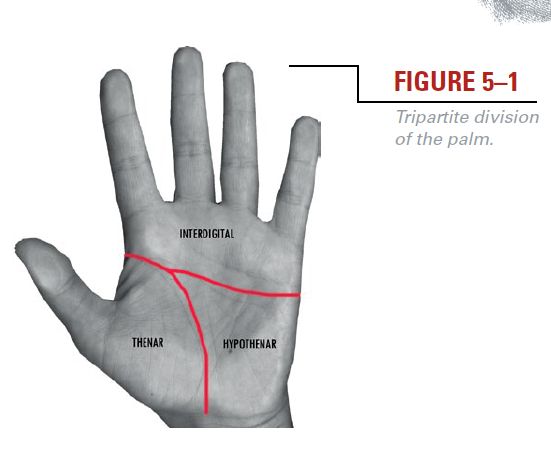 FIGURE 5–1
Tripartite division
of the palm.
INTERDIGITAL
THENAR
HYPOTHENAR